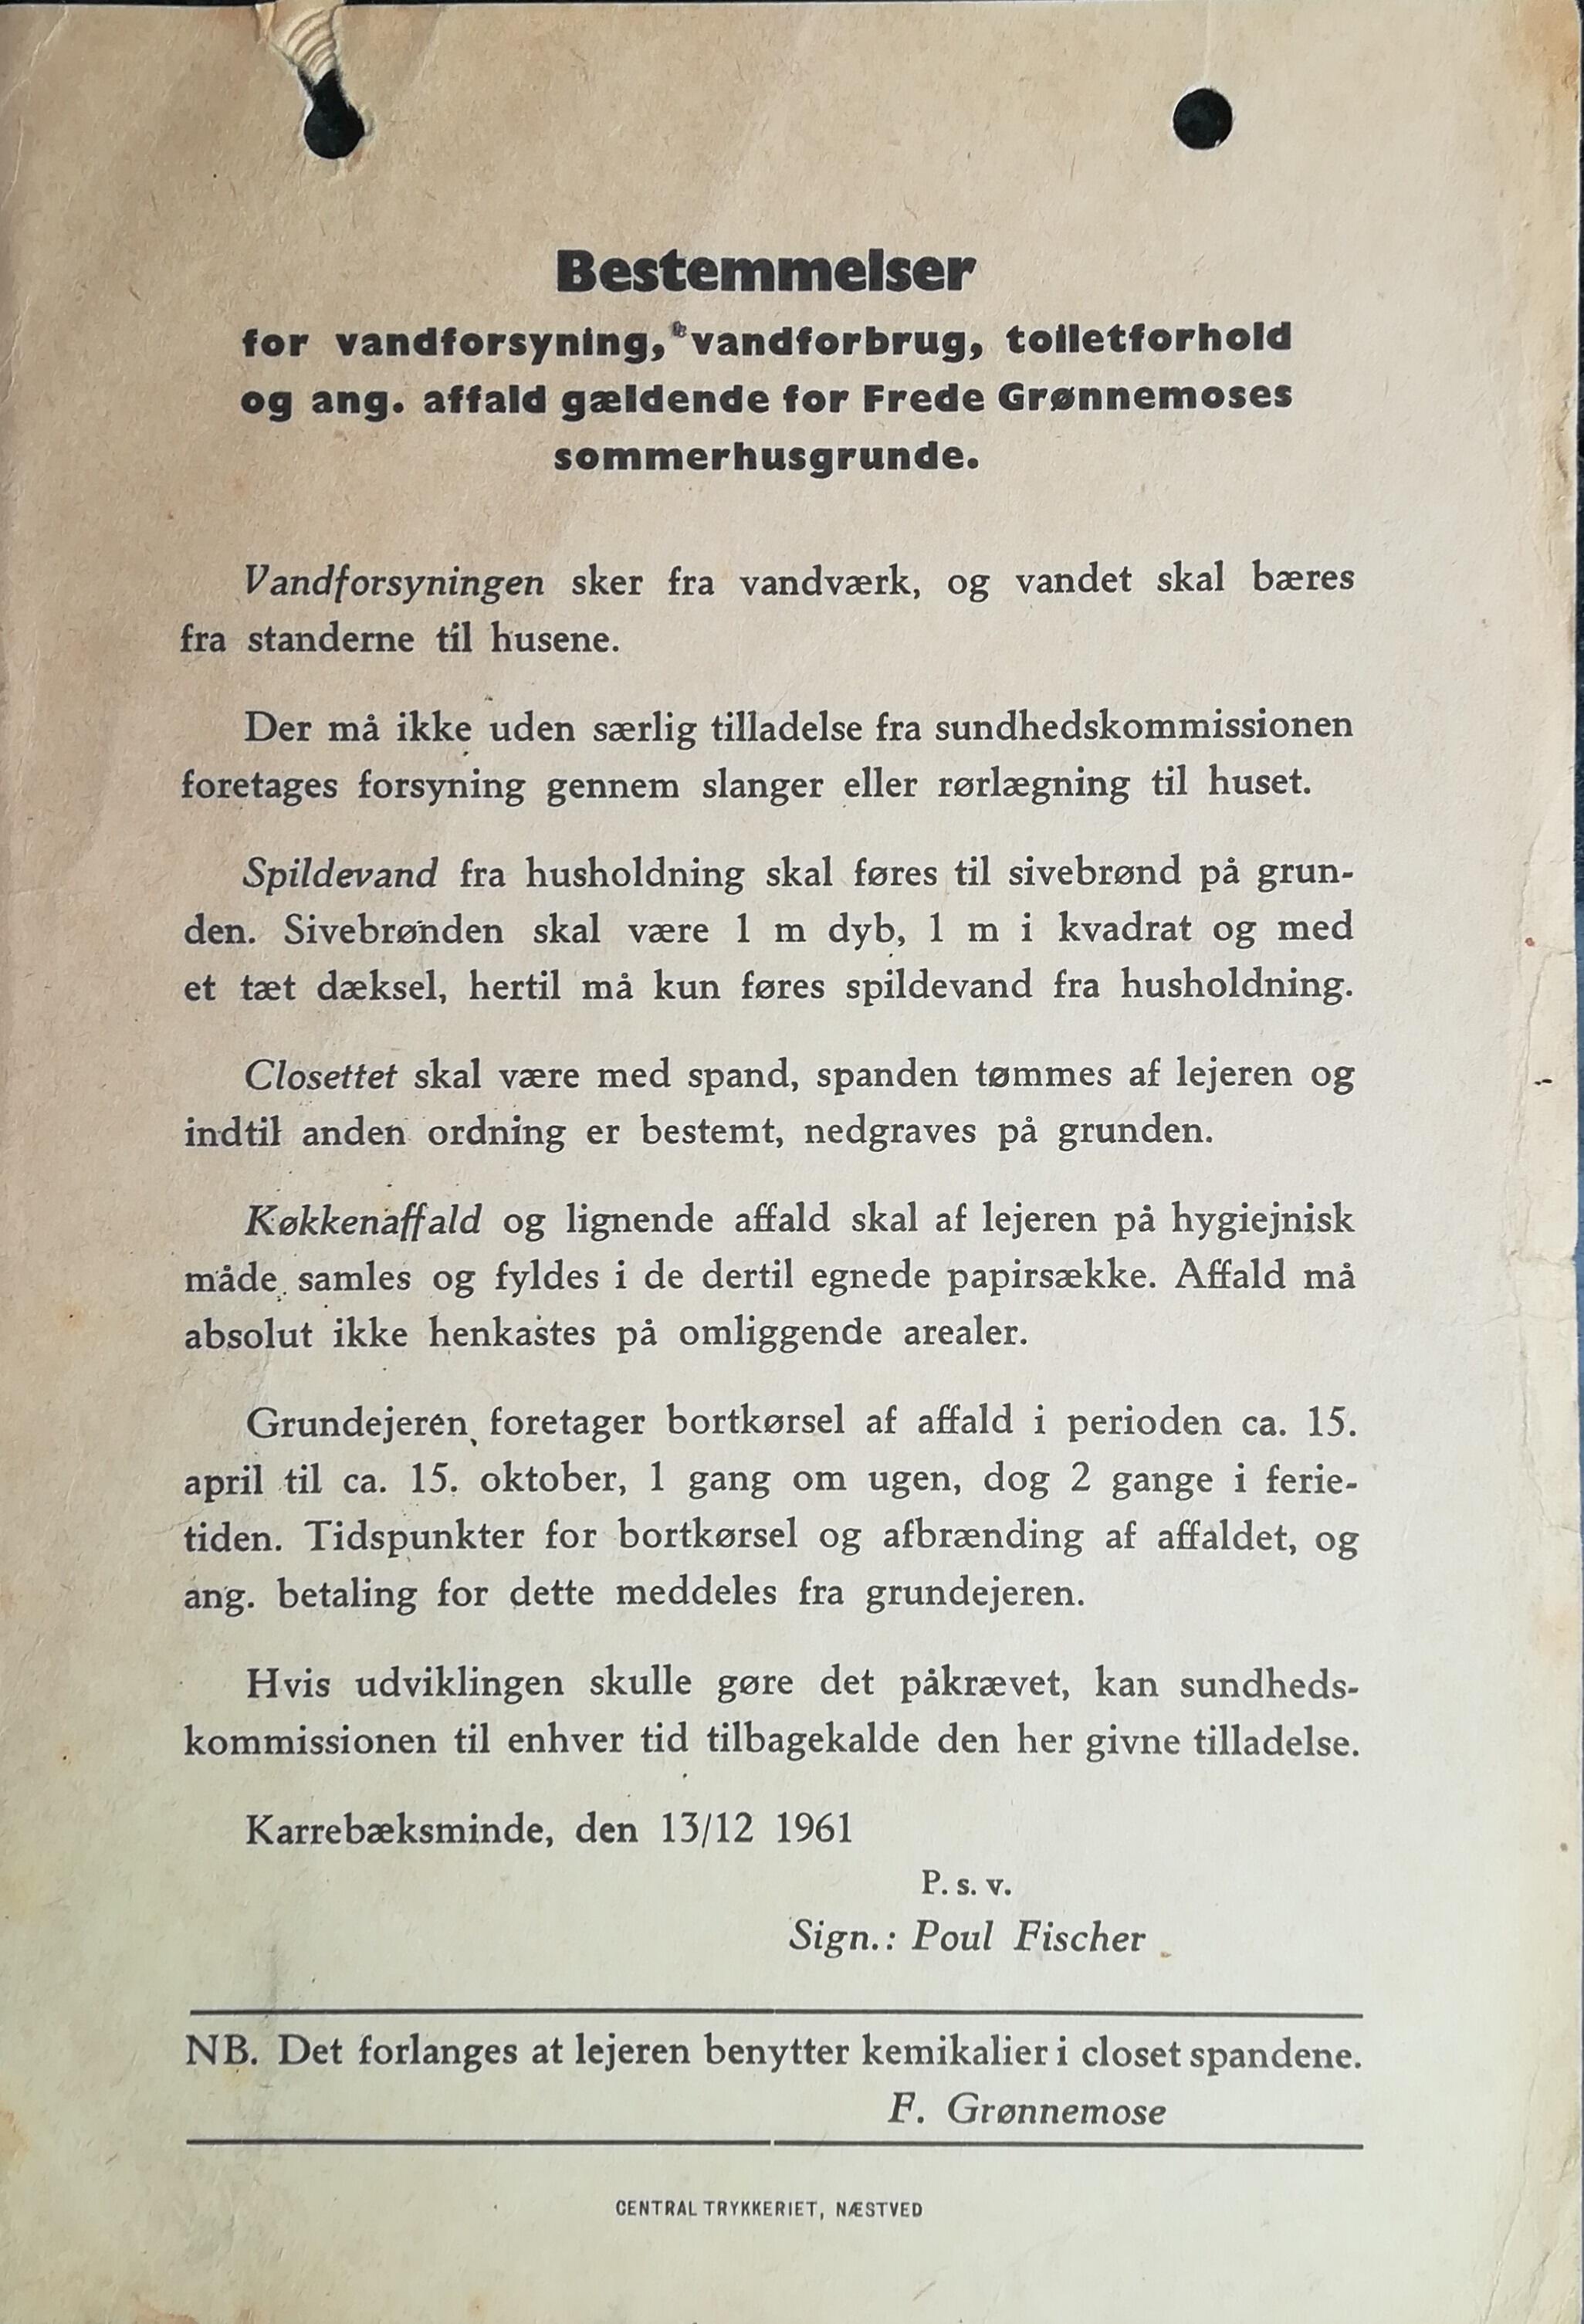 Bestemmelser
for vandforsyning, vandforbrug, toiletforhold
og ang. affald gældende for Frede Grønnemoses
sommerhusgrunde.
Vandforsyningen sker fra vandværk, og vandet skal bæres
fra standerne til husene.
Der må ikke uden særlig tilladelse fra sundhedskommissionen
foretages forsyning gennem slanger eller rørlægning til huset.
Spildevand fra husholdning skal føres til sivebrønd på grun-
den. Sivebrønden skal være 1 m dyb, 1 m i kvadrat og med
et tæt dæksel, hertil må kun føres spildevand fra husholdning.
Closettet skal være med spand, spanden tømmes af lejeren og
indtil anden ordning er bestemt, nedgraves på grunden.
Køkkenaffald og lignende affald skal af lejeren på hygiejnisk
måde samles og fyldes i de dertil egnede papirsække. Affald må
absolut ikke henkastes på omliggende arealer.
Grundejeren foretager bortkørsel af affald i perioden ca. 15.
april til ca. 15. oktober, 1 gang om ugen, dog 2 gange i ferie-
tiden. Tidspunkter for bortkørsel og afbrænding af affaldet, og
ang. betaling for dette meddeles fra grundejeren.
Hvis udviklingen skulle gøre det påkrævet, kan sundheds-
kommissionen til enhver tid tilbagekalde den her givne tilladelse.
Karrebæksminde, den 13/12 1961
P. s. v.
Sign.: Poul Fischer
NB. Det forlanges at lejeren benytter kemikalier i closet spandene.
F. Grønnemose
CENTRAL TRYKKERIET, NÆSTVED